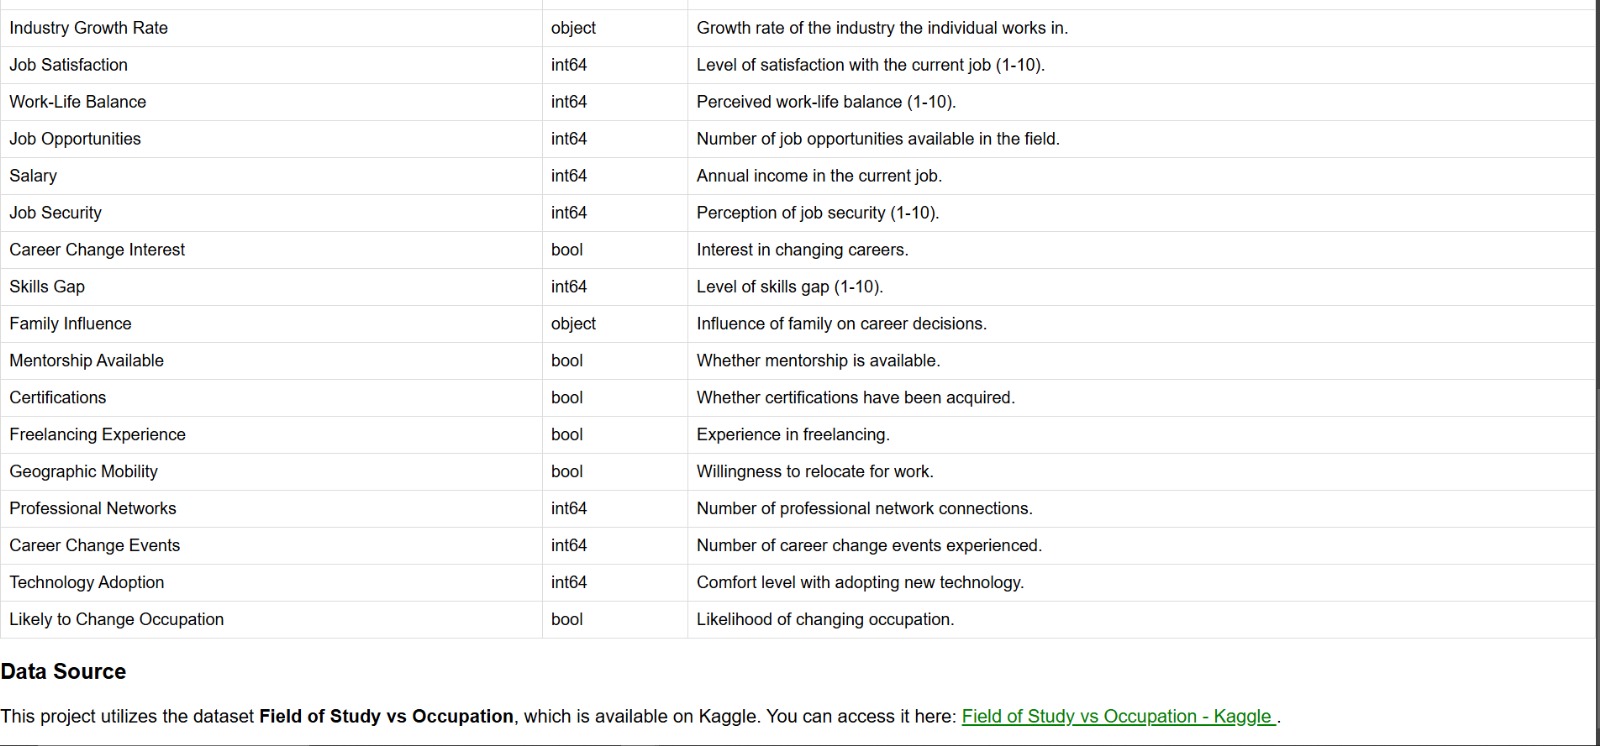 Industry Growth Rate object Growth rate of the industry the individual works in.
Job Satisfaction int64 Level of satisfaction with the current job (1-10).
Work-Life Balance int64 Perceived work-life balance (1-10).
Job Opportunities int64 Number of job opportunities available in the field.
Salary int64 Annual income in the current job.
Job Security int64 Perception of job security (1-10).
Career Change Interest bool Interest in changing careers.
Skills Gap int64 Level of skills gap (1-10).
Family Influence object Influence of family on career decisions.
Mentorship Available bool Whether mentorship is available.
Certifications bool Whether certifications have been acquired.
Freelancing Experience bool Experience in freelancing.
Geographic Mobility bool Willingness to relocate for work.
Professional Networks int64 Number of professional network connections.
Career Change Events int64 Number of career change events experienced.
Technology Adoption int64 Comfort level with adopting new technology.
Likely to Change Occupation bool Likelihood of changing occupation.
Data Source
This project utilizes the dataset Field of Study vs Occupation, which is available on Kaggle. You can access it here: Field of Study vs Occupation - Kaggle .